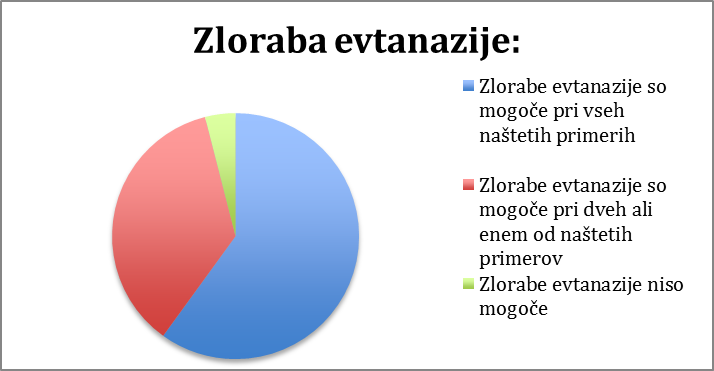 Zloraba evtanazije:
Zlorabe evtanazije so
mogoče pri vseh
naštetih primerih
Zlorabe evtanazije so
mogoče pri dveh ali
enem od naštetih
primerov
Zlorabe evtanazije niso
mogoče